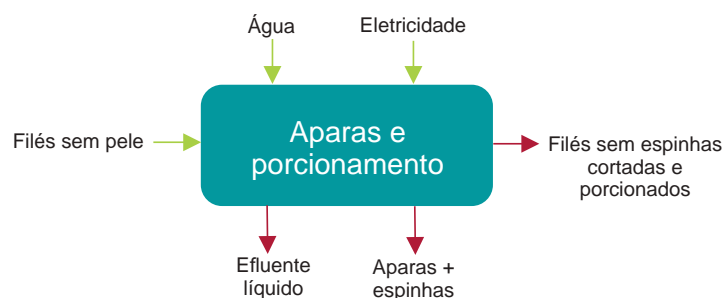 Água
Eletricidade
Filés sem pele
Aparas e
porcionamento
Filés sem espinhas
cortadas e
porcionados
Efluente
líquido
Aparas +
espinhas